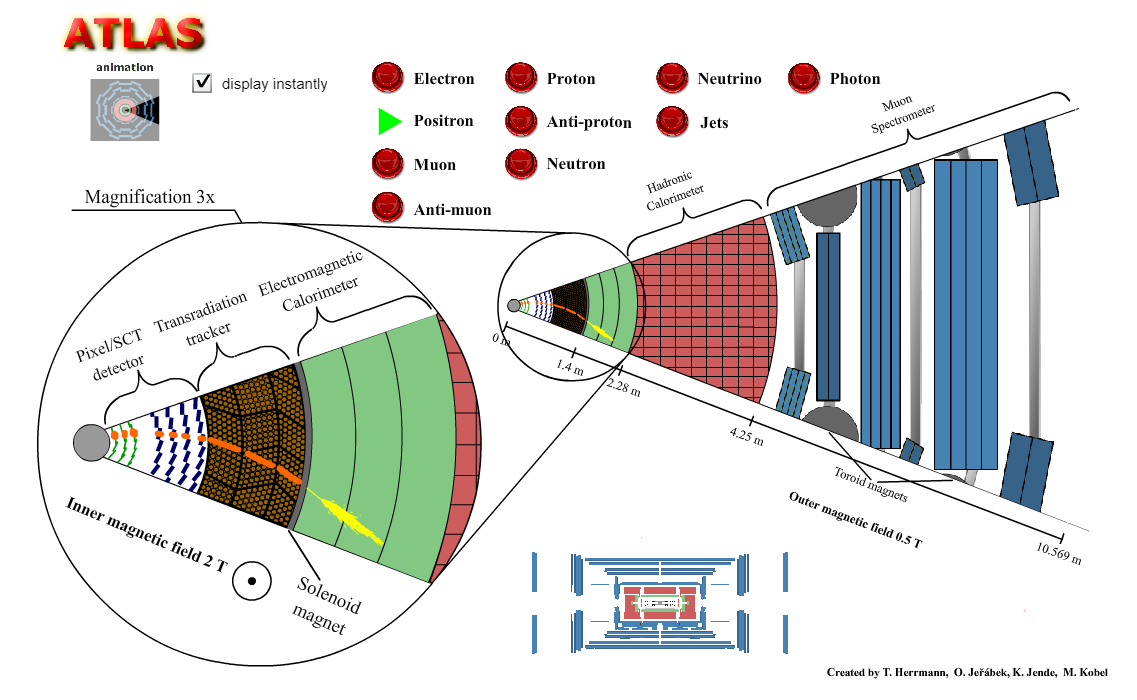 ATLAS
animation
display instantly
Electron
Proton
Neutrino
Photon
Positron
Anti-proton
Jets
Muon
Neutron
Anti-muon
Magnification 3x
Muon
Spectrometer
Hadronic
Calorimeter
Electromagnetic
Calorimeter
Transradiation
tracker
Pixel/SCT
detector
0 m
1.4 m
2.28 m
4.25 m
10.569 m
Toroid magnets
Outer magnetic field 0.5 T
Inner magnetic field 2 T
Solenoid
magnet
Created by T. Herrmann, O. Jeřábek, K. Jende, M. Kobel